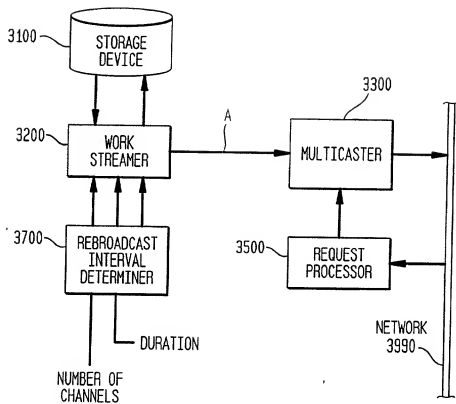 3100
STORAGE
DEVICE
3200
WORK
STREAMER
A
3300
MULTICASTER
3700
REBROADCAST
INTERVAL
DETERMINER
3500
REQUEST
PROCESSOR
DURATION
NUMBER OF
CHANNELS
NETWORK
3990